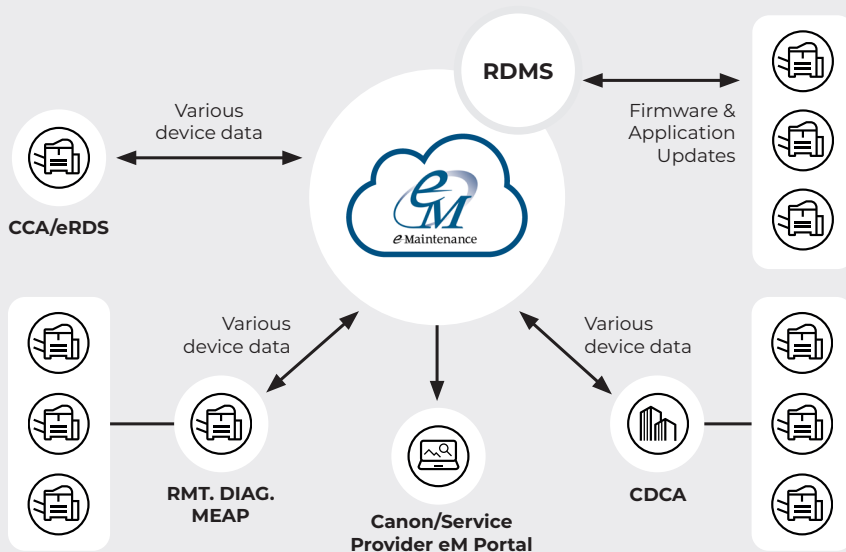 RDMS
Various
device data
Firmware &
Application
Updates
CCA/eRDS
eM
e-Maintenance
Various
device data
Various
device data
RMT. DIAG.
MEAP
Canon/Service
Provider eM Portal
CDCA